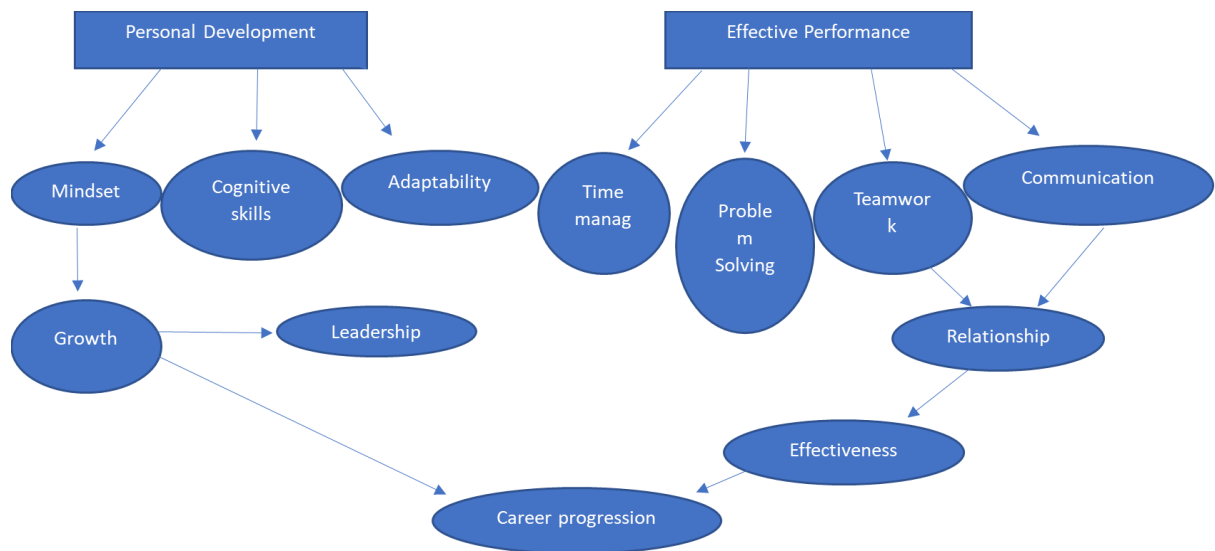 Personal Development
Effective Performance
Mindset
Cognitive
skills
Adaptability
Time
manag
Proble
m
Solving
Teamwor
k
Communication
Growth
Leadership
Relationship
Effectiveness
Career progression